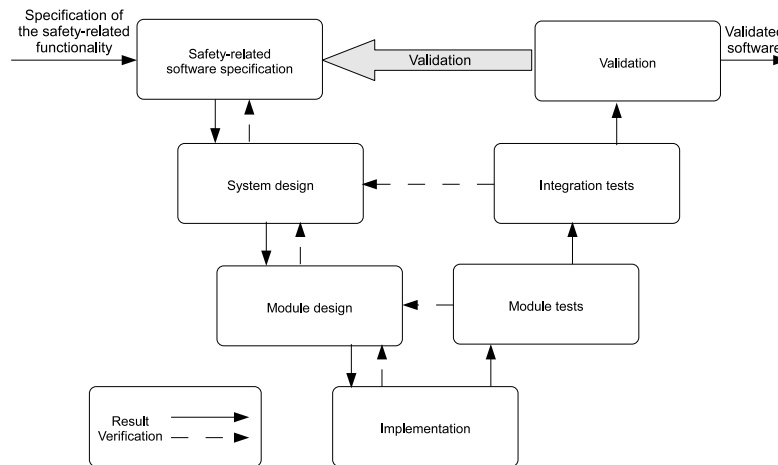 Specification of
the safety-related
functionality
Safety-related
software specification
Validation
Validation
Validated
software
System design
Integration tests
Module design
Module tests
Result
Verification
Implementation